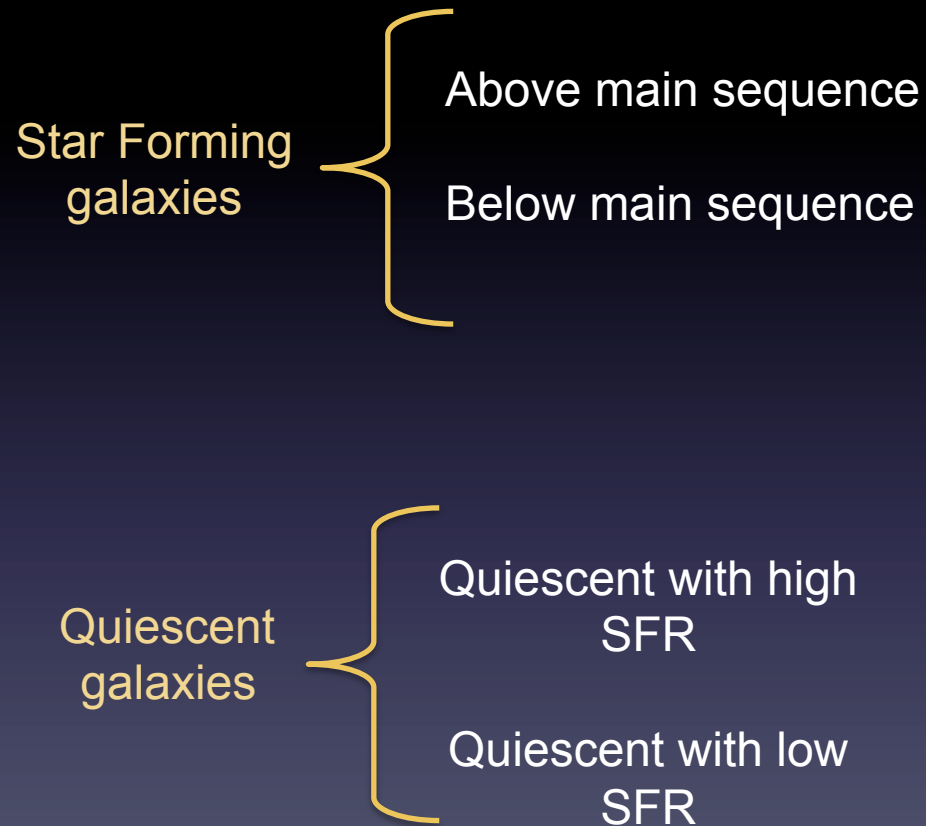 Star Forming
galaxies
Above main sequence
Below main sequence
Quiescent
galaxies
Quiescent with high
SFR
Quiescent with low
SFR